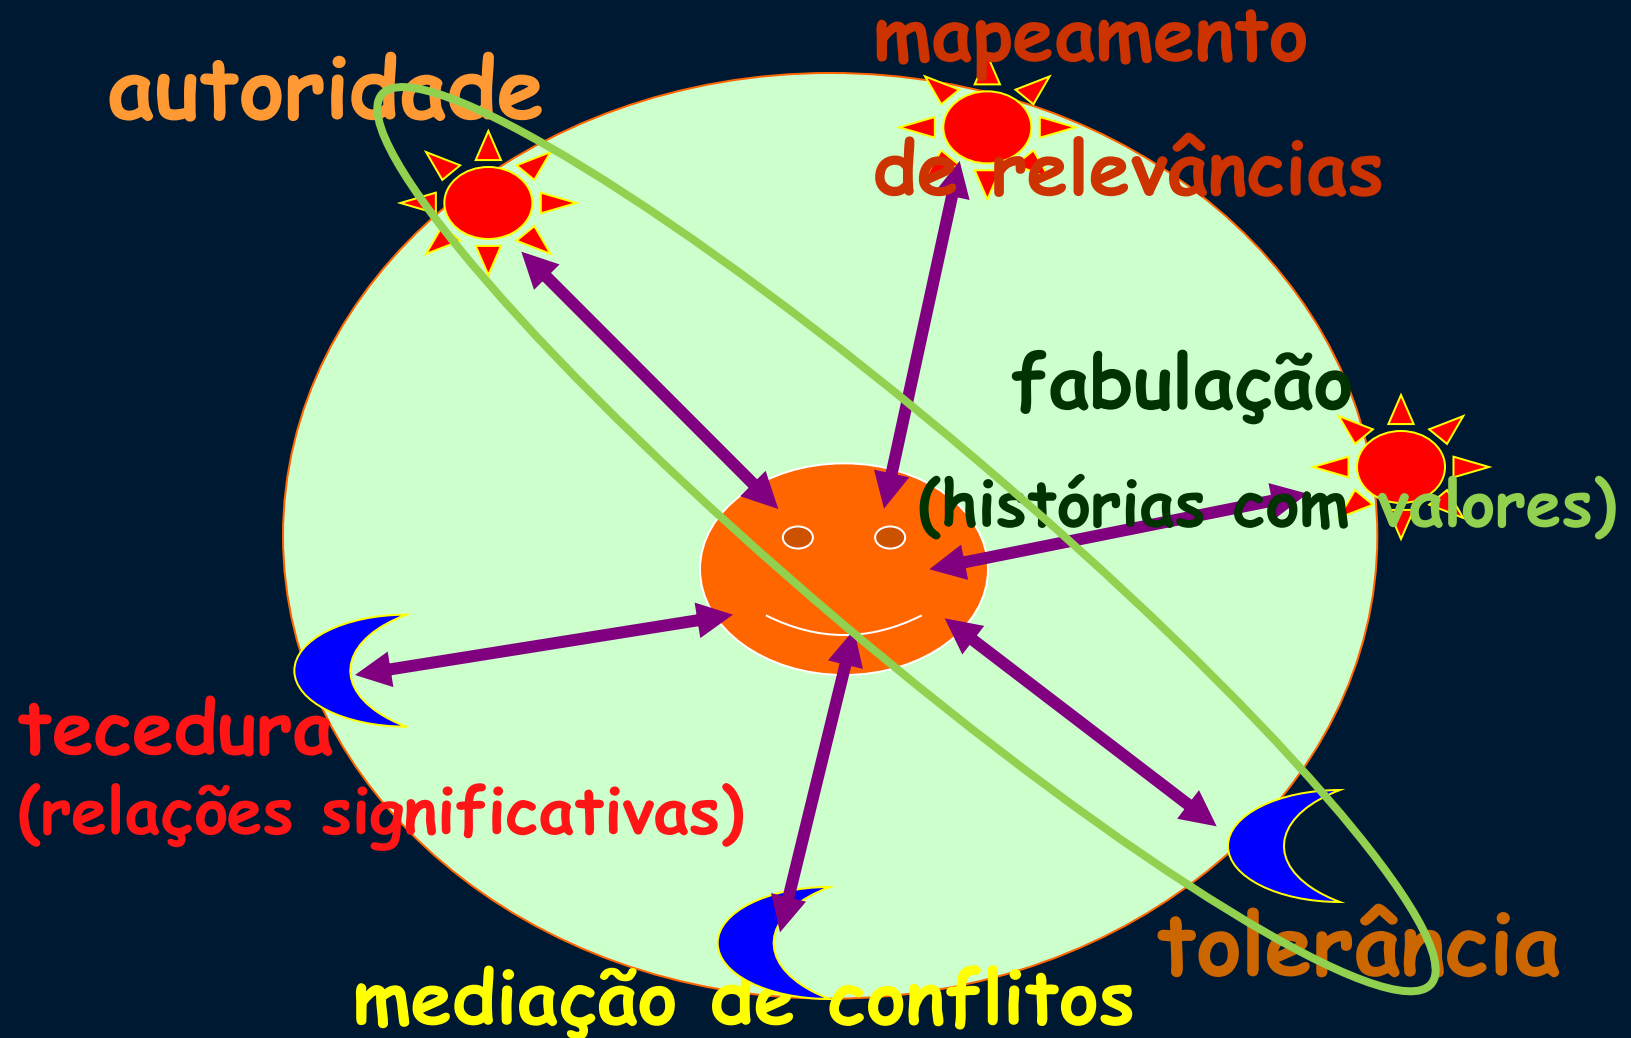 mapeamento
autoridade
de relevâncias
fabulação
(histórias com valores)
tecedura
(relações significativas)
tolerância
mediação de conflitos